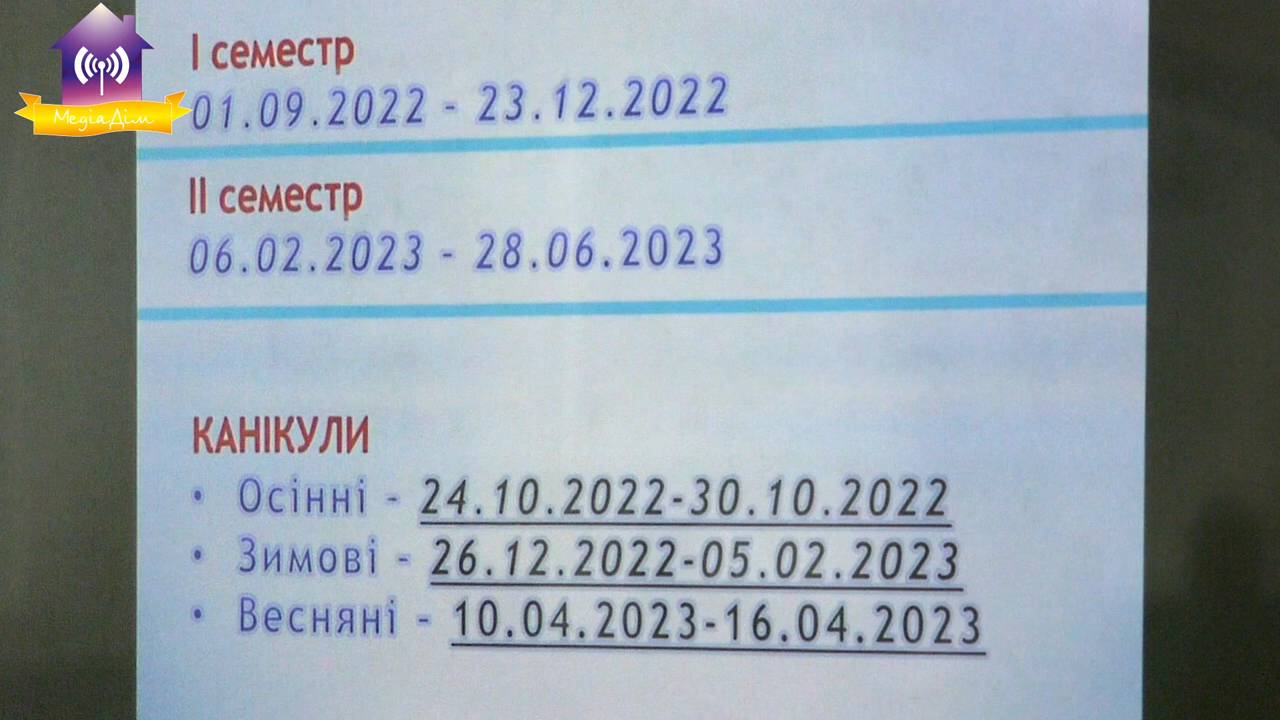 МедіаДім
І семестр
01.09.2022 - 23.12.2022
ІІ семестр
06.02.2023 - 28.06.2023
КАНІКУЛИ
• Осінні - 24.10.2022-30.10.2022
• Зимові - 26.12.2022-05.02.2023
• Весняні - 10.04.2023-16.04.2023